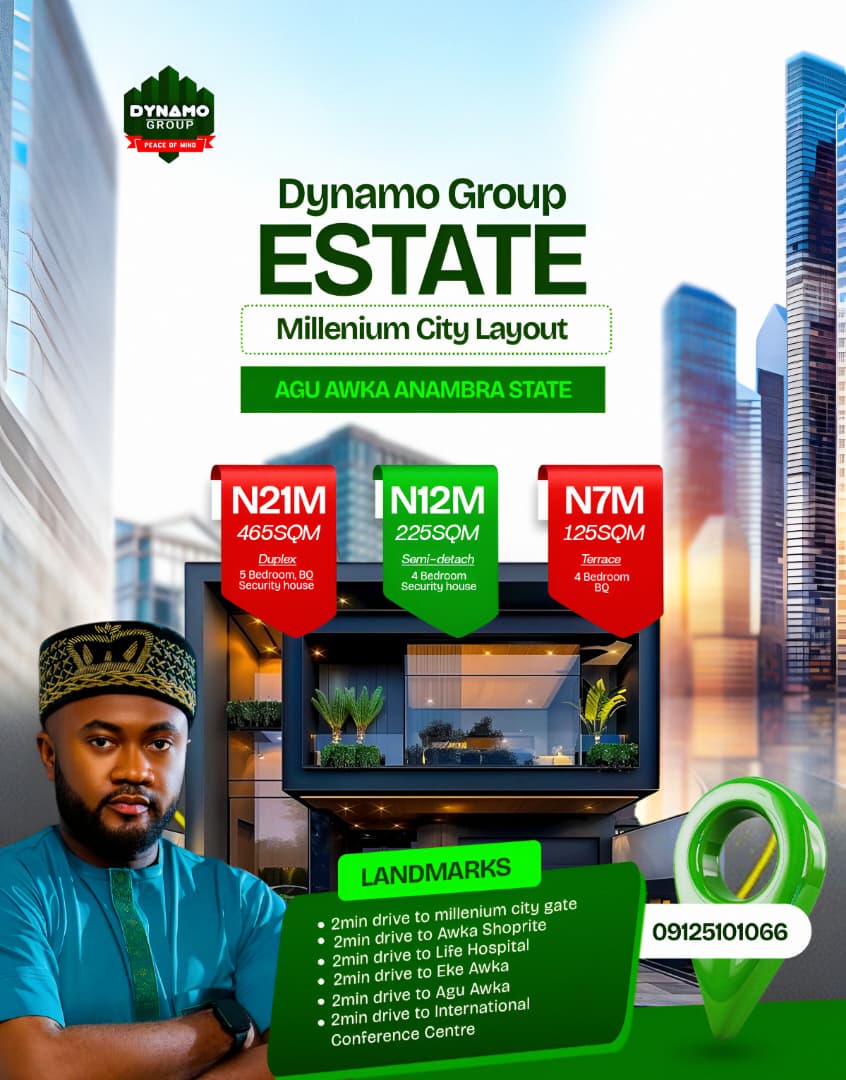 DYNAMO
GROUP
PEACE OF MIND
Dynamo Group
ESTATE
Millenium City Layout
AGU AWKA ANAMBRA STATE
N21M
465SQM
Duplex
5 Bedroom, BQ
Security house
N12M
225SQM
Semi-detach
4 Bedroom
Security house
N7M
125SQM
Terrace
4 Bedroom
BQ
LANDMARKS
• 2min drive to millenium city gate
• 2min drive to Awka Shoprite
• 2min drive to Life Hospital
• 2min drive to Eke Awka
• 2min drive to Agu Awka
• 2min drive to International
Conference Centre
09125101066